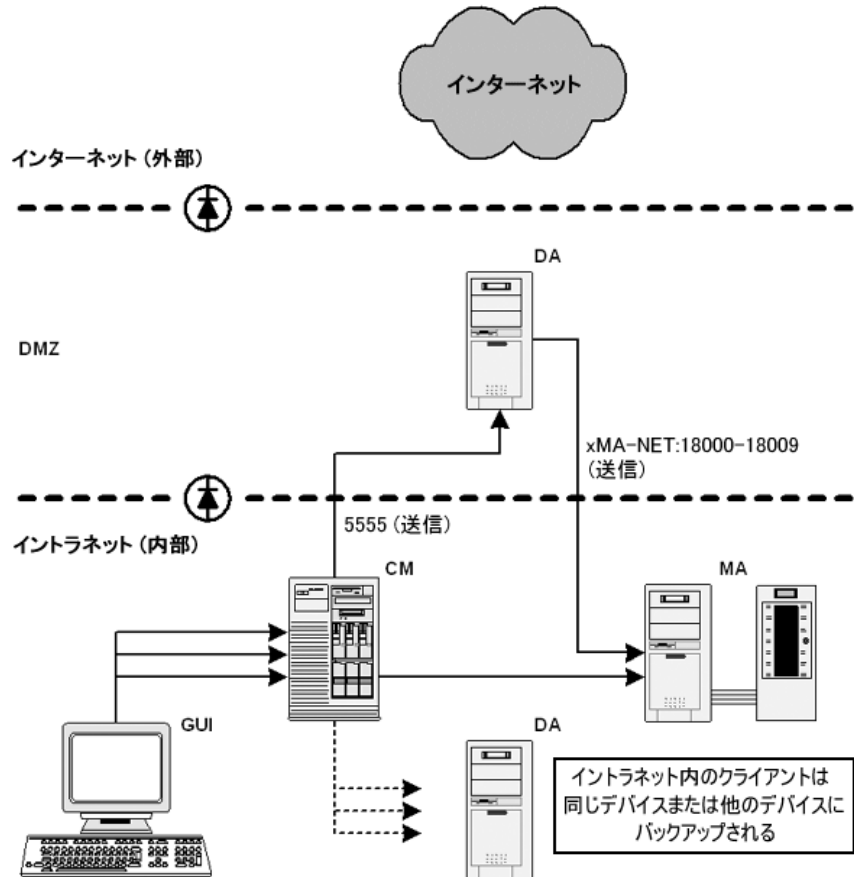 インターネット
インターネット (外部)
DA
DMZ
xMA-NET:18000-18009
(送信)
5555 (送信)
イントラネット (内部)
CM
MA
GUI
DA
イントラネット内のクライアントは
同じデバイスまたは他のデバイスに
バックアップされる